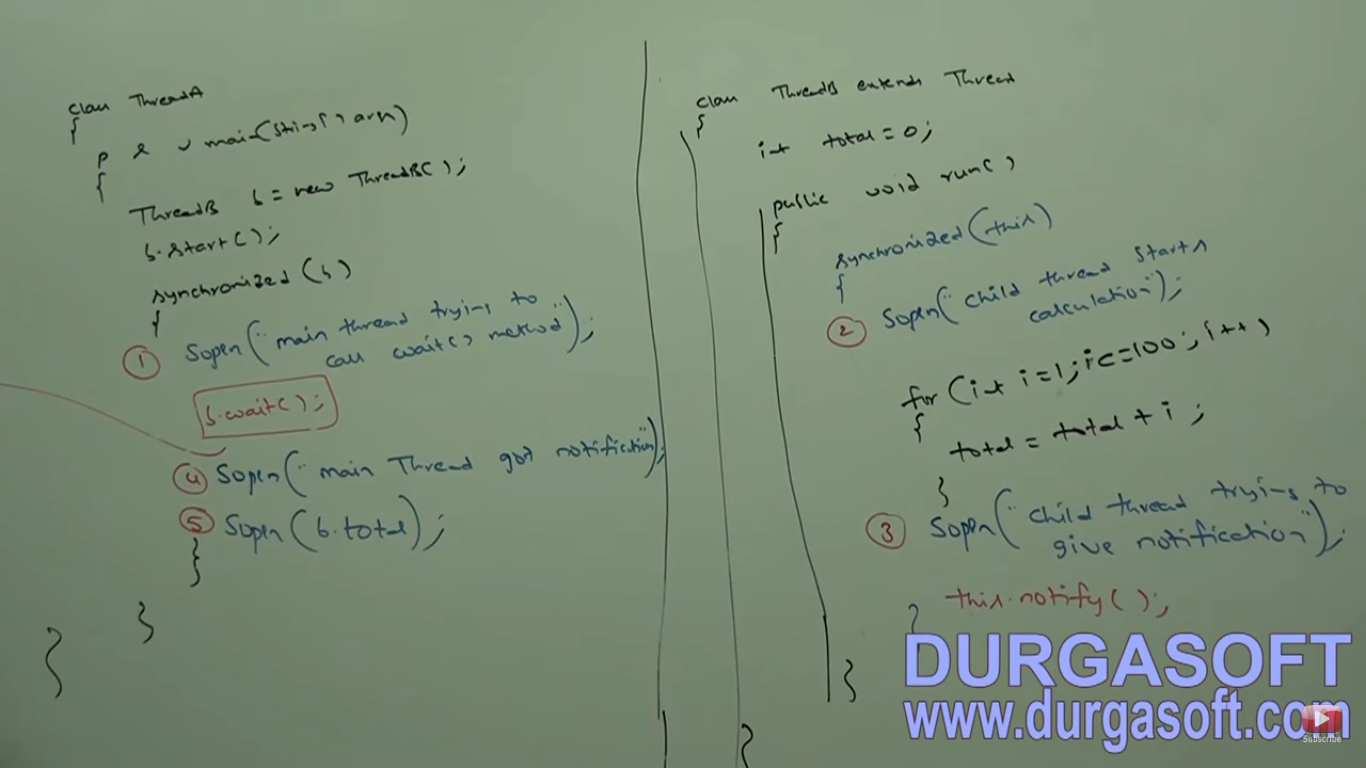 class ThreadA
{
p s v main(String[] args)
{
ThreadB b = new ThreadB();
b.start();
synchronized (b)
{
① Sopln("main thread trying to
call wait() method");
b.wait();
④ Sopln("main Thread got notification");
⑤ Sopln(b.total);
}
}
}
class ThreadB extends Thread
{
int total = 0;
public void run()
{
synchronized(this)
{
② Sopln("child thread starts
calculation");
for (int i=1; i<=100; i++)
{
total = total + i;
}
③ Sopln("child thread trying to
give notification");
this.notify();
}
}
}
DURGASOFT
www.durgasoft.com
Subscribe